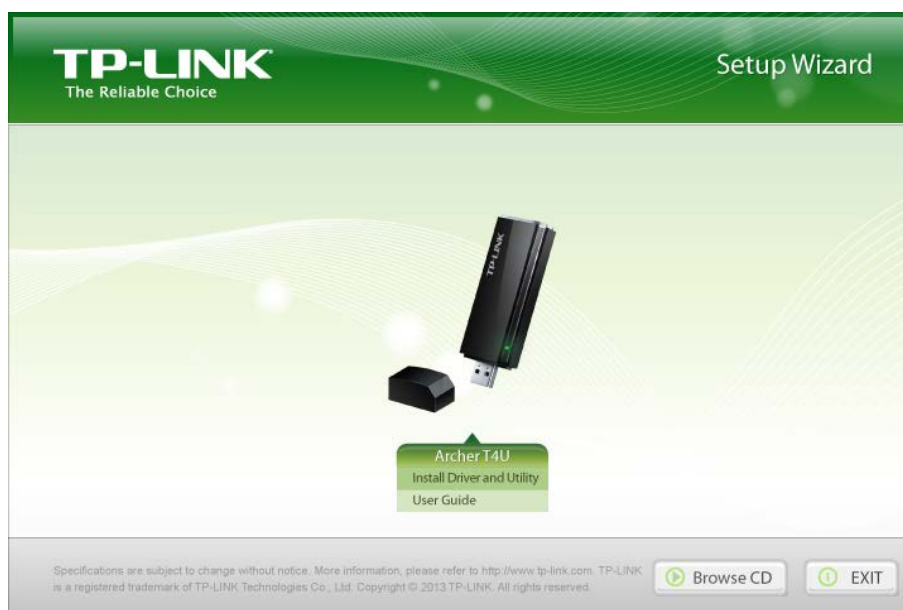 TP-LINK
The Reliable Choice
Setup Wizard
TP-LINK
Archer T4U
Install Driver and Utility
User Guide
Specifications are subject to change without notice. More information, please refer to http://www.tp-link.com. TP-LINK
is a registered trademark of TP-LINK Technologies Co., Ltd. Copyright © 2013 TP-LINK. All rights reserved.
Browse CD
EXIT